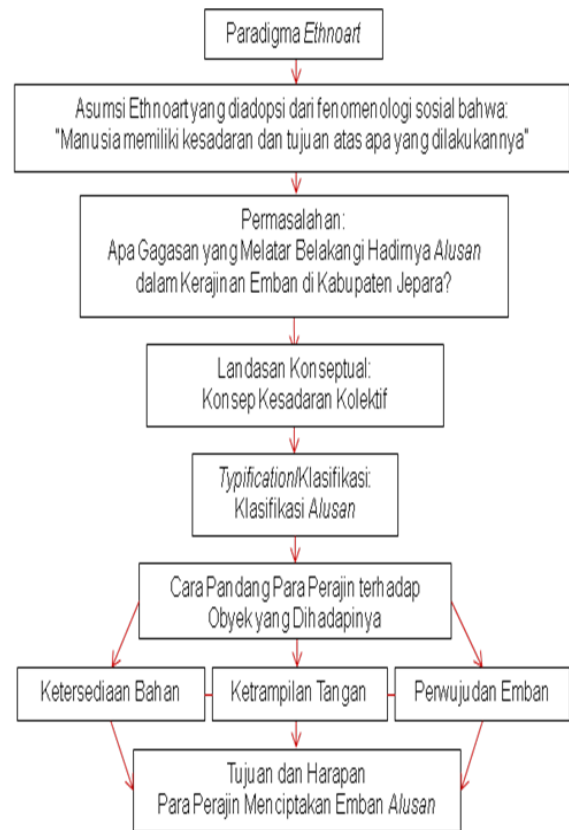 Paradigma Ethnoart
Asumsi Ethnoart yang diadopsi dari fenomenologi sosial bahwa:
"Manusia memiliki kesadaran dan tujuan atas apa yang dilakukannya"
Permasalahan:
Apa Gagasan yang Melatar Belakangi Hadirnya Alusan
dalam Kerajinan Emban di Kabupaten Jepara?
Landasan Konseptual:
Konsep Kesadaran Kolektif
Typification/Klasifikasi:
Klasifikasi Alusan
Cara Pandang Para Perajin terhadap
Obyek yang Dihadapinya
Ketersediaan Bahan
Ketrampilan Tangan
Perwujudan Emban
Tujuan dan Harapan
Para Perajin Menciptakan Emban Alusan